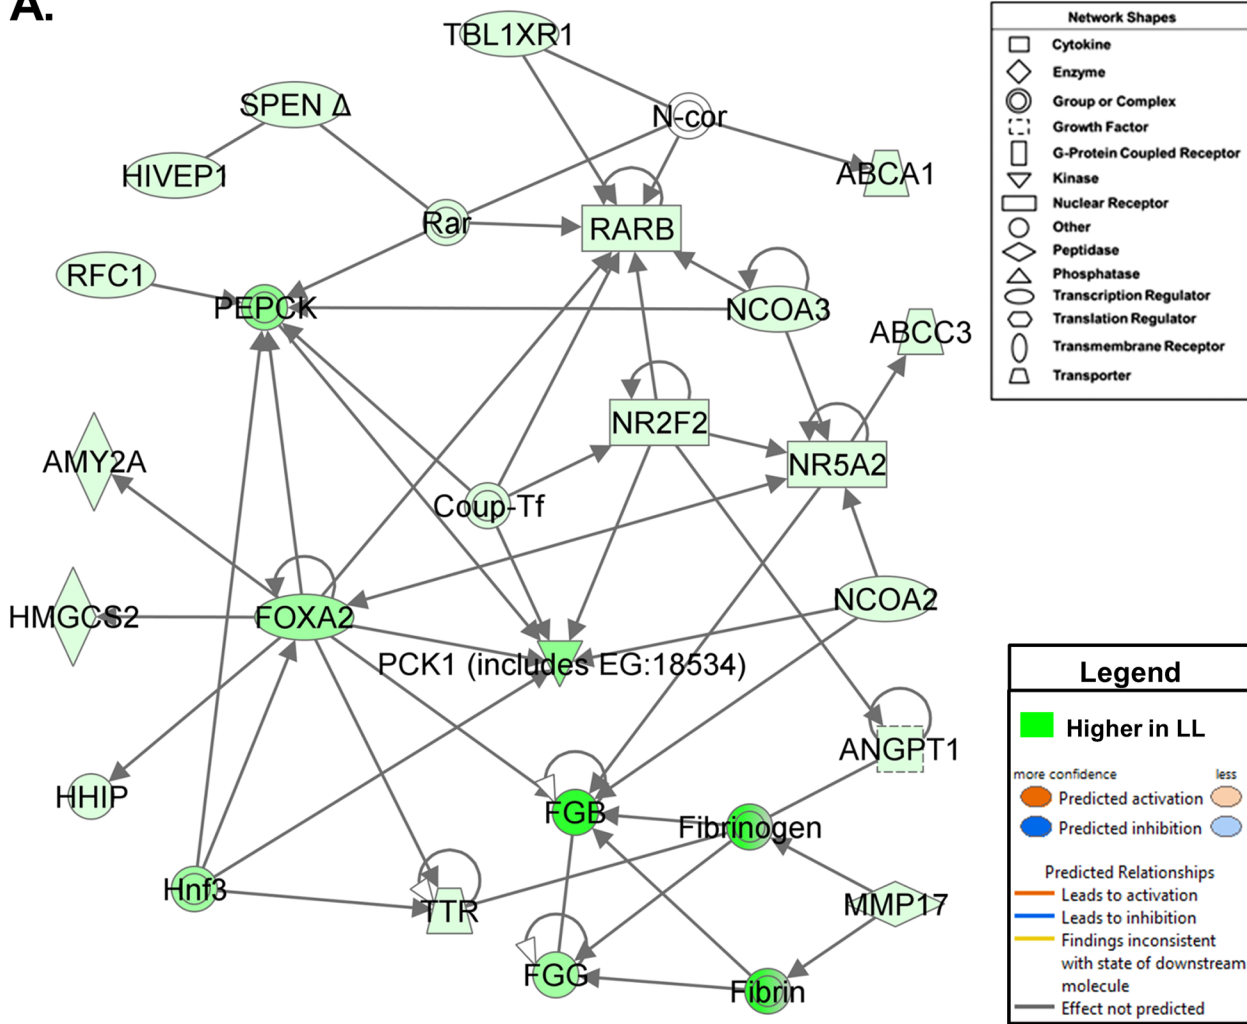 A.
TBL1XR1
SPEN Δ
N-cor
HIVEP1
ABCA1
Rar
RARB
RFC1
PEPCK
NCOA3
ABCC3
NR2F2
AMY2A
NR5A2
Coup-Tf
HMGCS2
FOXA2
NCOA2
PCK1 (includes EG:18534)
ANGPT1
HHIP
FGB
Fibrinogen
Hnf3
TTR
MMP17
FGG
Fibrin
Network Shapes
Cytokine
Enzyme
Group or Complex
Growth Factor
G-Protein Coupled Receptor
Kinase
Nuclear Receptor
Other
Peptidase
Phosphatase
Transcription Regulator
Translation Regulator
Transmembrane Receptor
Transporter
Legend
Higher in LL
more confidence less
Predicted activation
Predicted inhibition
Predicted Relationships
Leads to activation
Leads to inhibition
Findings inconsistent
with state of downstream
molecule
Effect not predicted